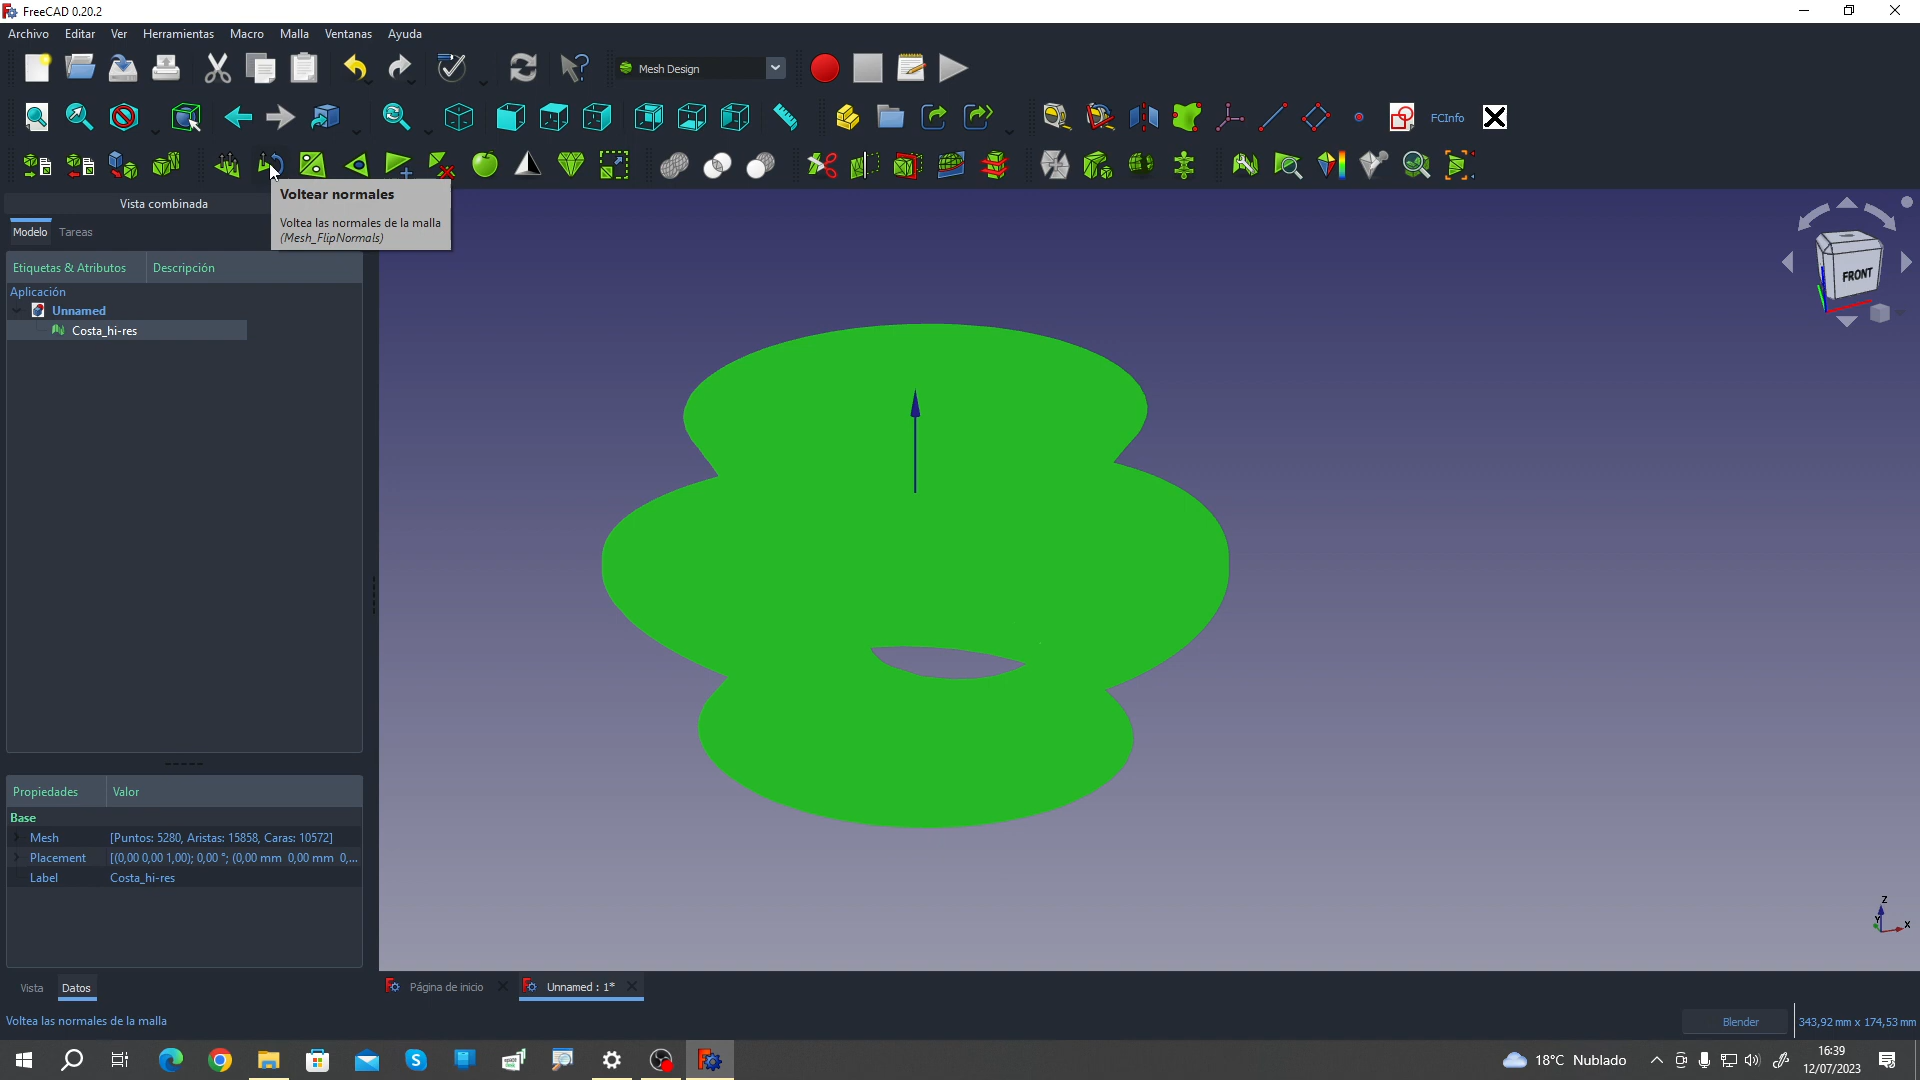 FreeCAD 0.20.2
Archivo Editar Ver Herramientas Macro Malla Ventanas Ayuda
Mesh Design
FCInfo
Vista combinada
Voltear normales
Voltea las normales de la malla
(Mesh_FlipNormals)
Modelo Tareas
Etiquetas & Atributos Descripción
Aplicación
Unnamed
Costa_hi-res
FRONT
Propiedades Valor
Base
Mesh [Puntos: 5280, Aristas: 15858, Caras: 10572]
Placement [(0,00 0,00 1,00); 0,00 °; (0,00 mm 0,00 mm 0,...
Label Costa_hi-res
Z
Y
X
Vista Datos
Página de inicio Unnamed : 1*
Voltea las normales de la malla
Blender 343,92 mm x 174,53 mm
18°C Nublado
16:39
12/07/2023